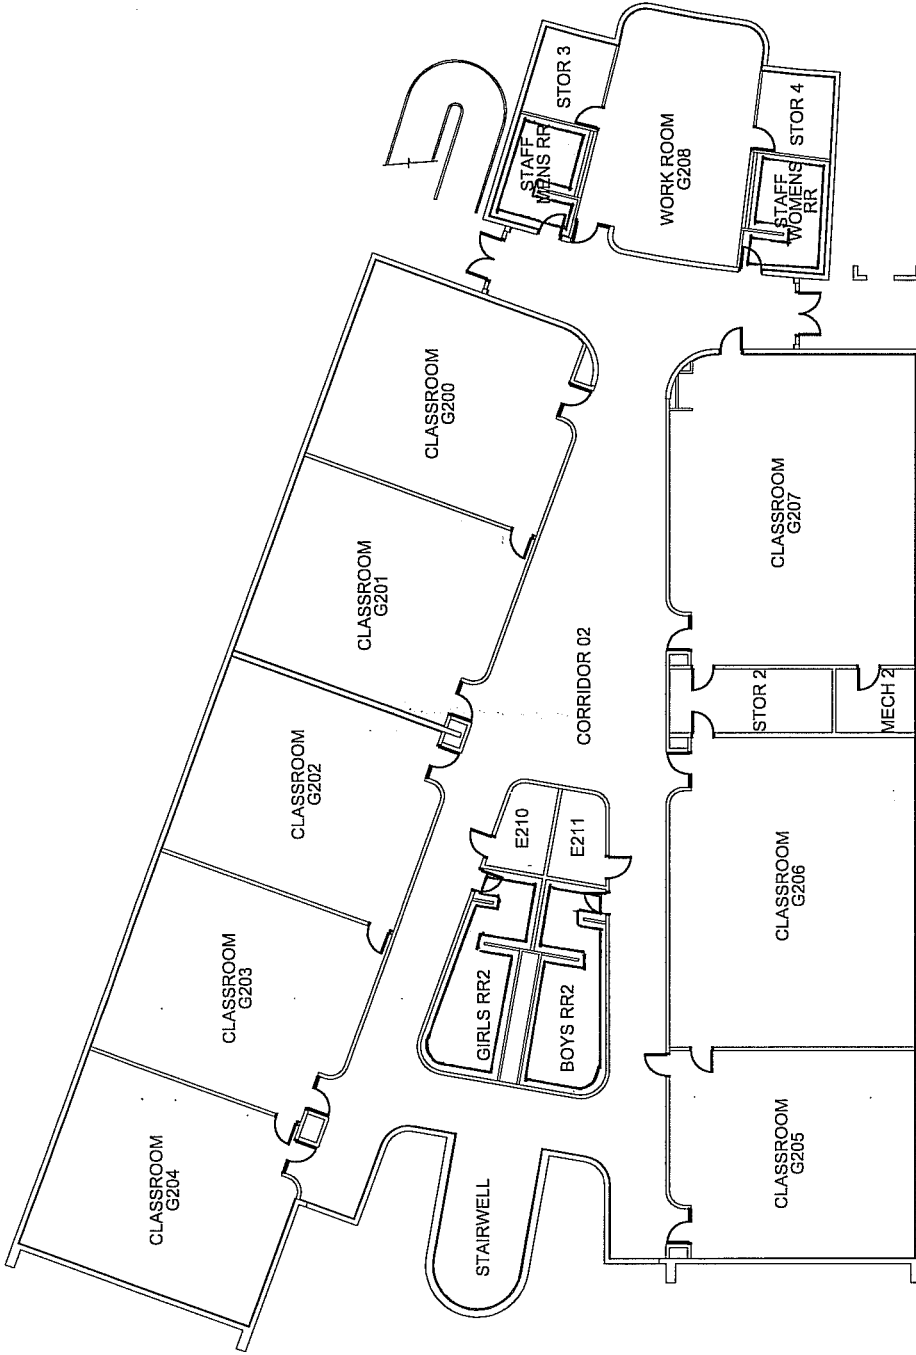 STOR 3
STAFF
MENS RR
WORK ROOM
G208
STOR 4
STAFF
WOMENS
RR
CLASSROOM
G200
CLASSROOM
G201
CLASSROOM
G202
CLASSROOM
G203
CLASSROOM
G204
CORRIDOR 02
E210
E211
GIRLS RR2
BOYS RR2
STAIRWELL
CLASSROOM
G207
STOR 2
MECH 2
CLASSROOM
G206
CLASSROOM
G205